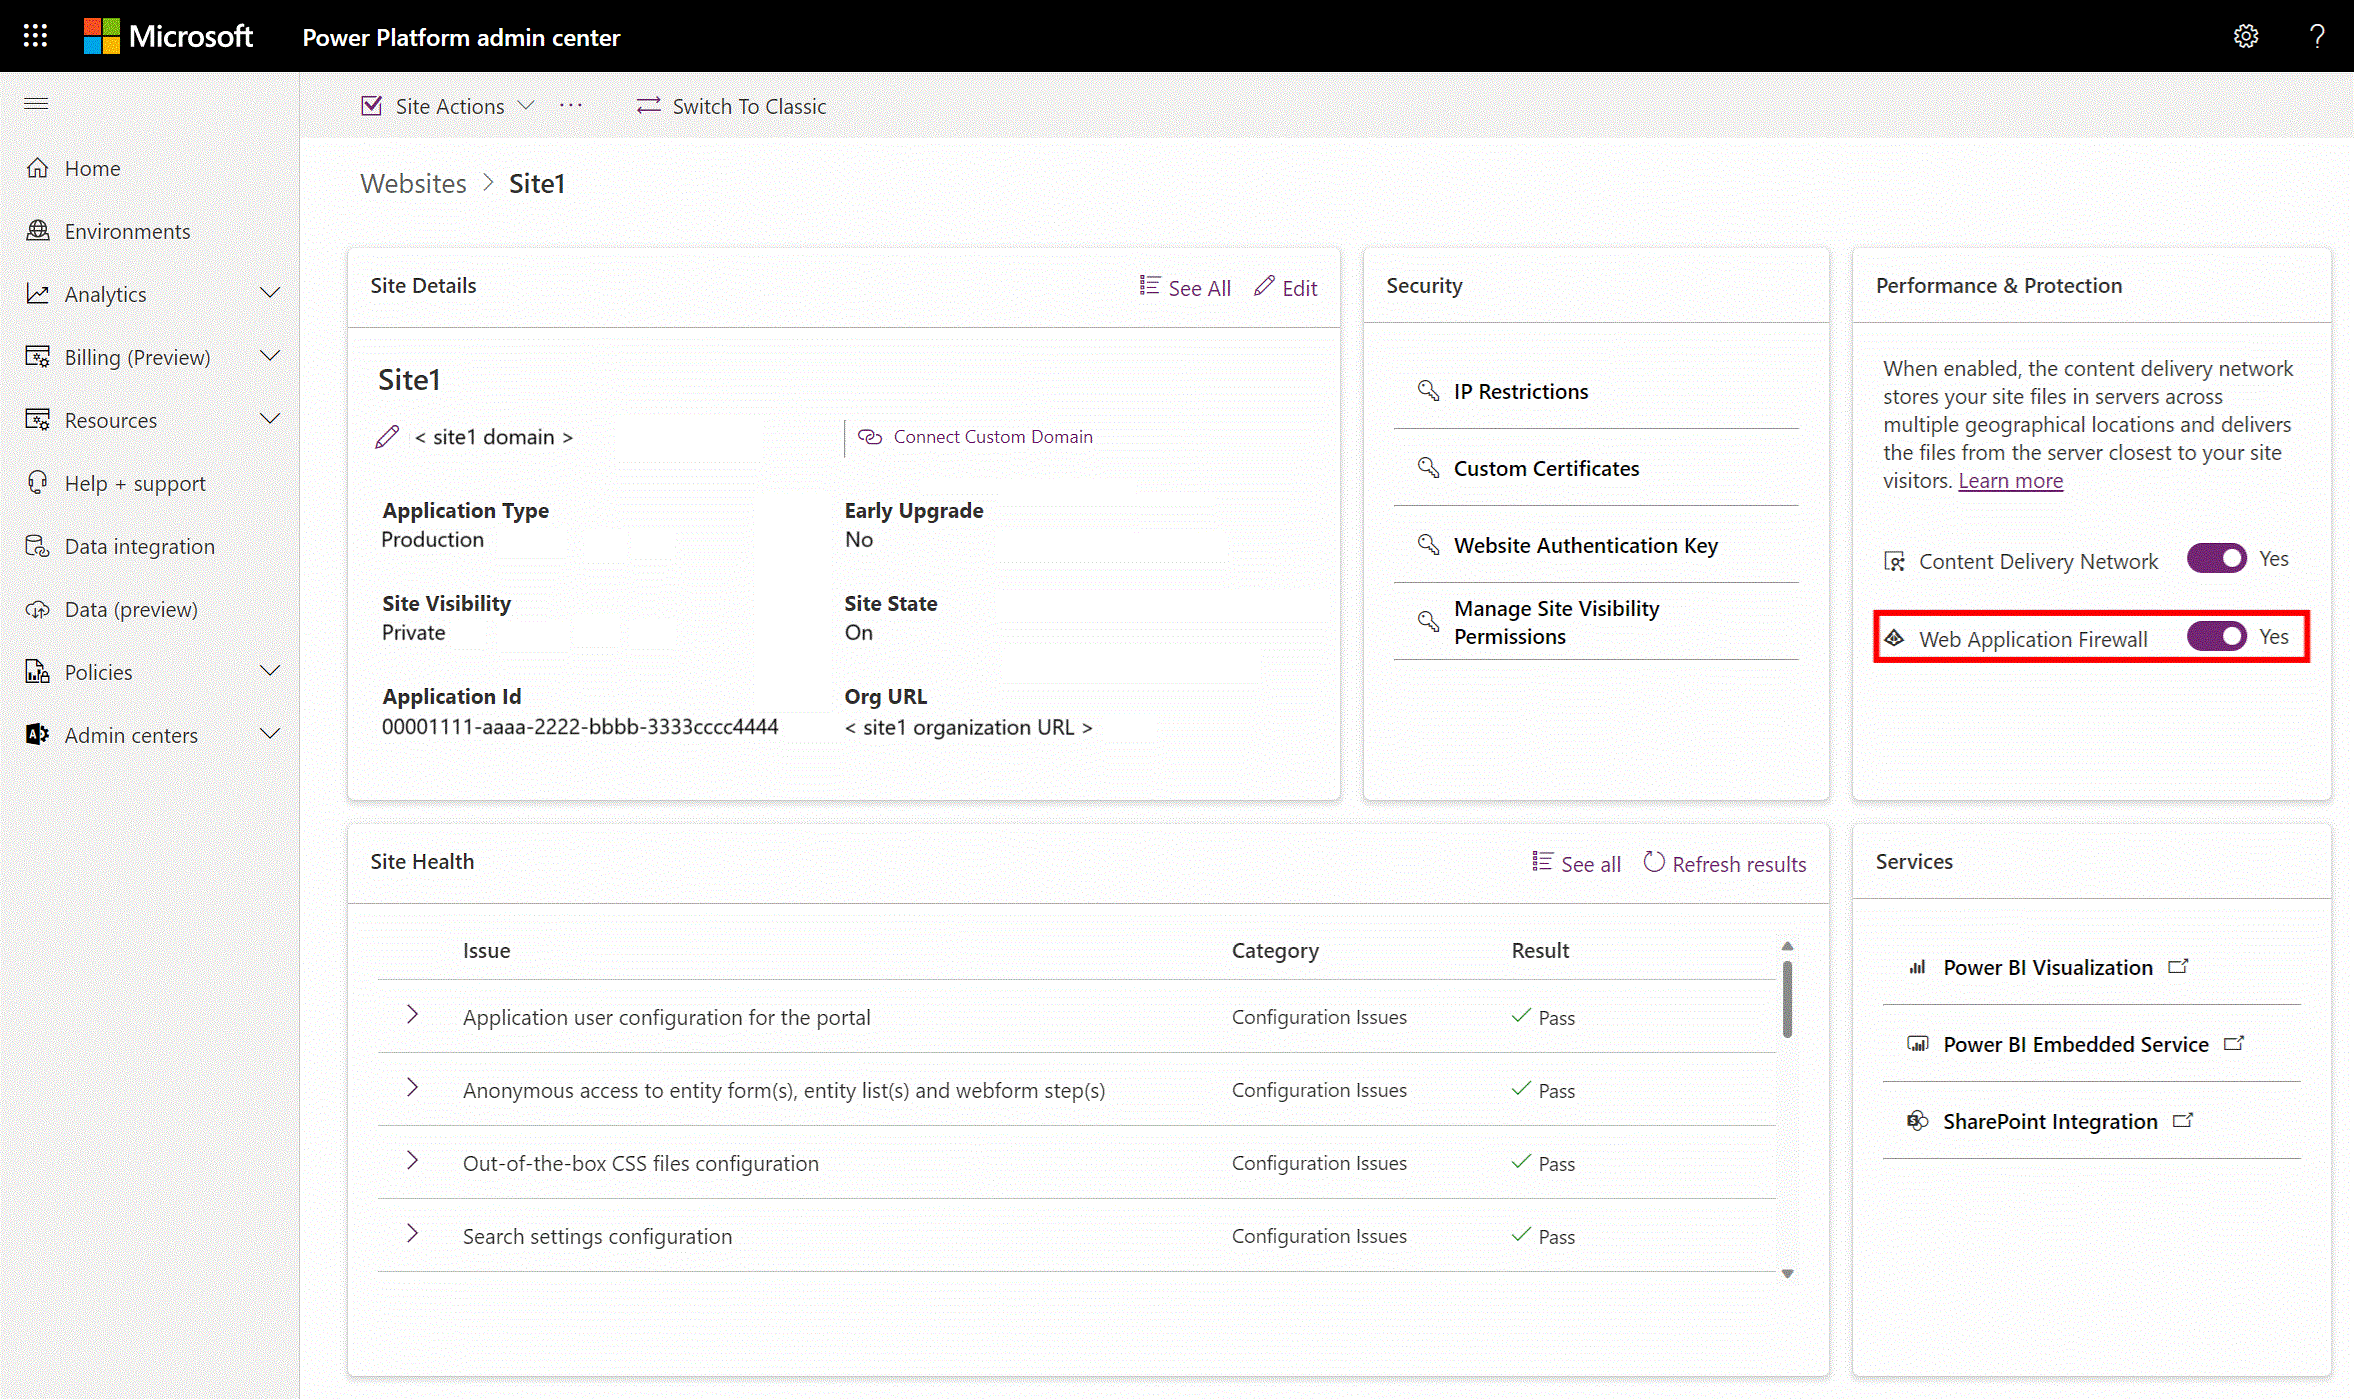 Microsoft
Power Platform admin center
Site Actions
Switch To Classic
Home
Environments
Analytics
Billing (Preview)
Resources
Help + support
Data integration
Data (preview)
Policies
Admin centers
Websites > Site1
Site Details
See All
Edit
Site1
< site1 domain >
Connect Custom Domain
Application Type
Production
Early Upgrade
No
Site Visibility
Private
Site State
On
Application Id
00001111-aaaa-2222-bbbb-3333cccc4444
Org URL
< site1 organization URL >
Security
IP Restrictions
Custom Certificates
Website Authentication Key
Manage Site Visibility
Permissions
Performance & Protection
When enabled, the content delivery network
stores your site files in servers across
multiple geographical locations and delivers
the files from the server closest to your site
visitors. Learn more
Content Delivery Network Yes
Web Application Firewall Yes
Site Health
See all
Refresh results
Issue Category Result
Application user configuration for the portal Configuration Issues Pass
Anonymous access to entity form(s), entity list(s) and webform step(s) Configuration Issues Pass
Out-of-the-box CSS files configuration Configuration Issues Pass
Search settings configuration Configuration Issues Pass
Services
Power BI Visualization
Power BI Embedded Service
SharePoint Integration